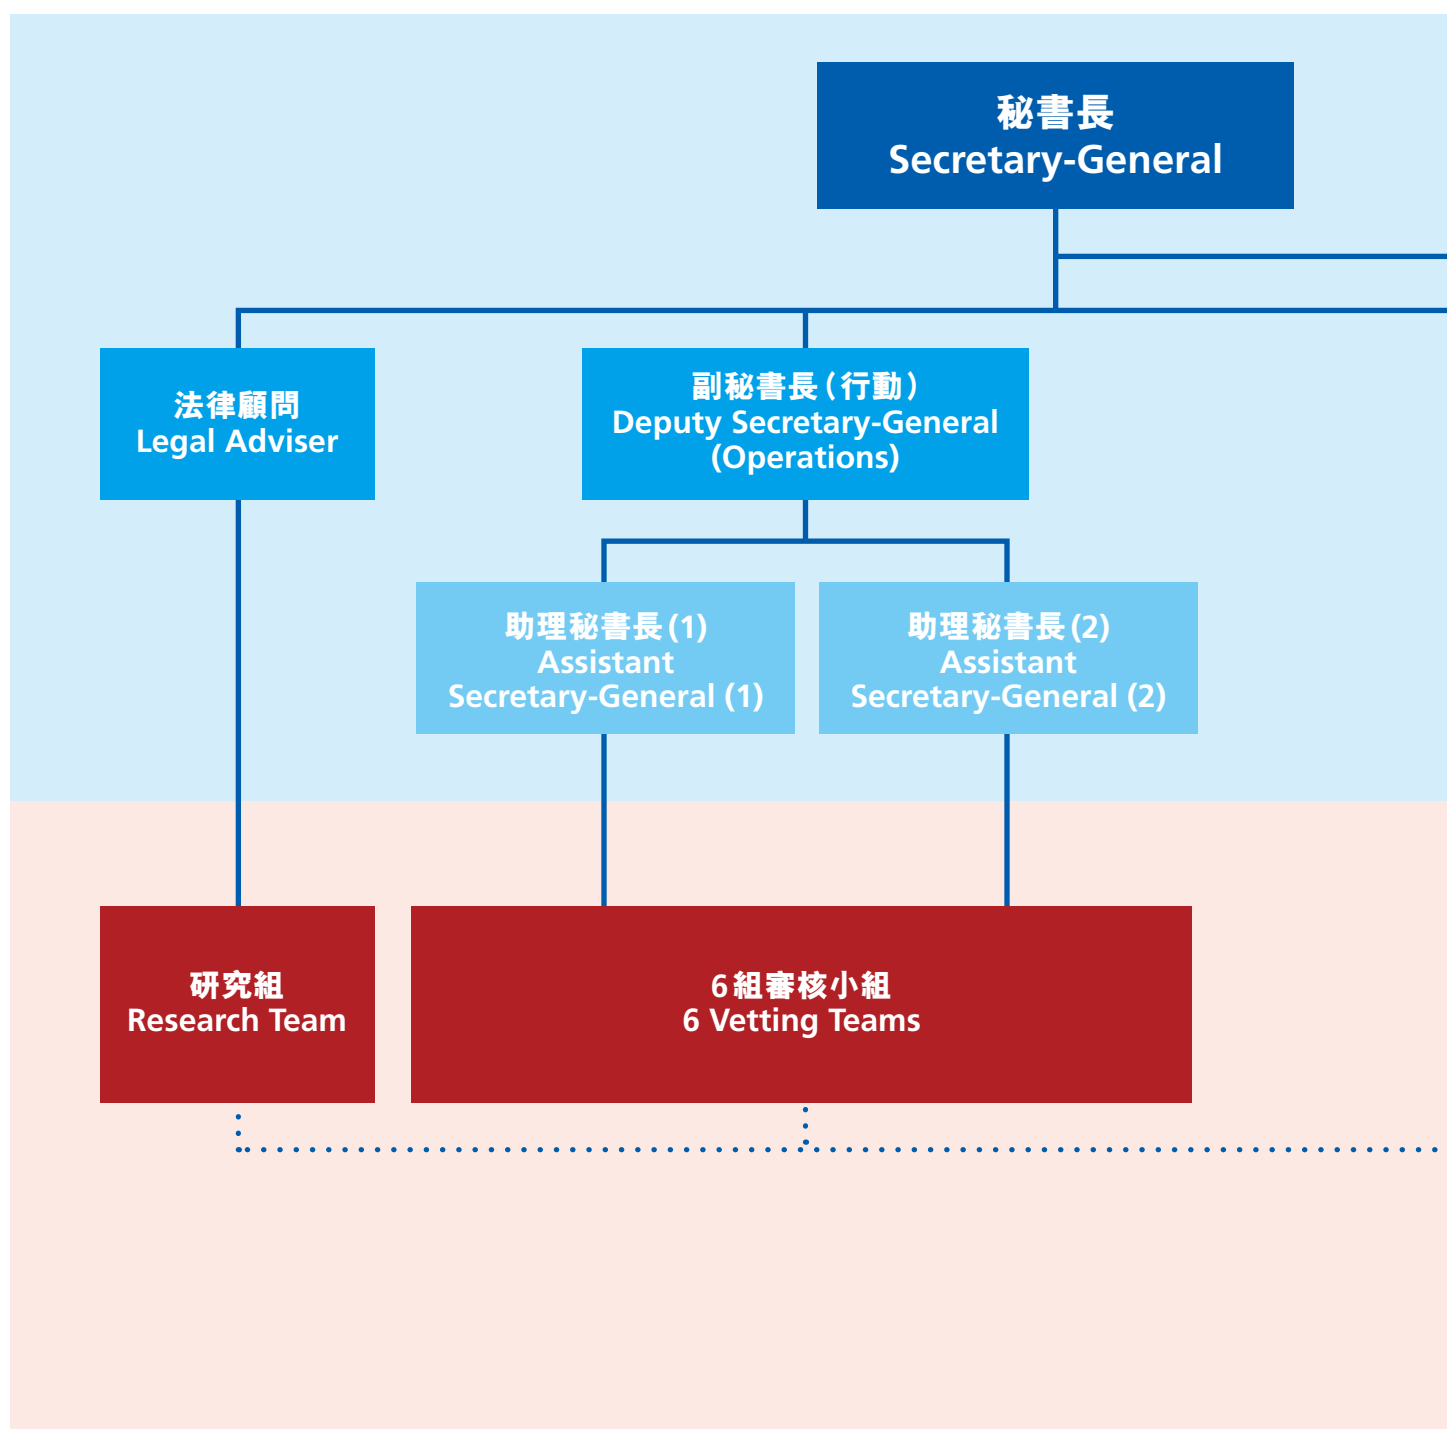 秘書長
Secretary-General
法律顧問
Legal Adviser
副秘書長(行動)
Deputy Secretary-General
(Operations)
助理秘書長(1)
Assistant
Secretary-General (1)
助理秘書長(2)
Assistant
Secretary-General (2)
研究組
Research Team
6組審核小組
6 Vetting Teams